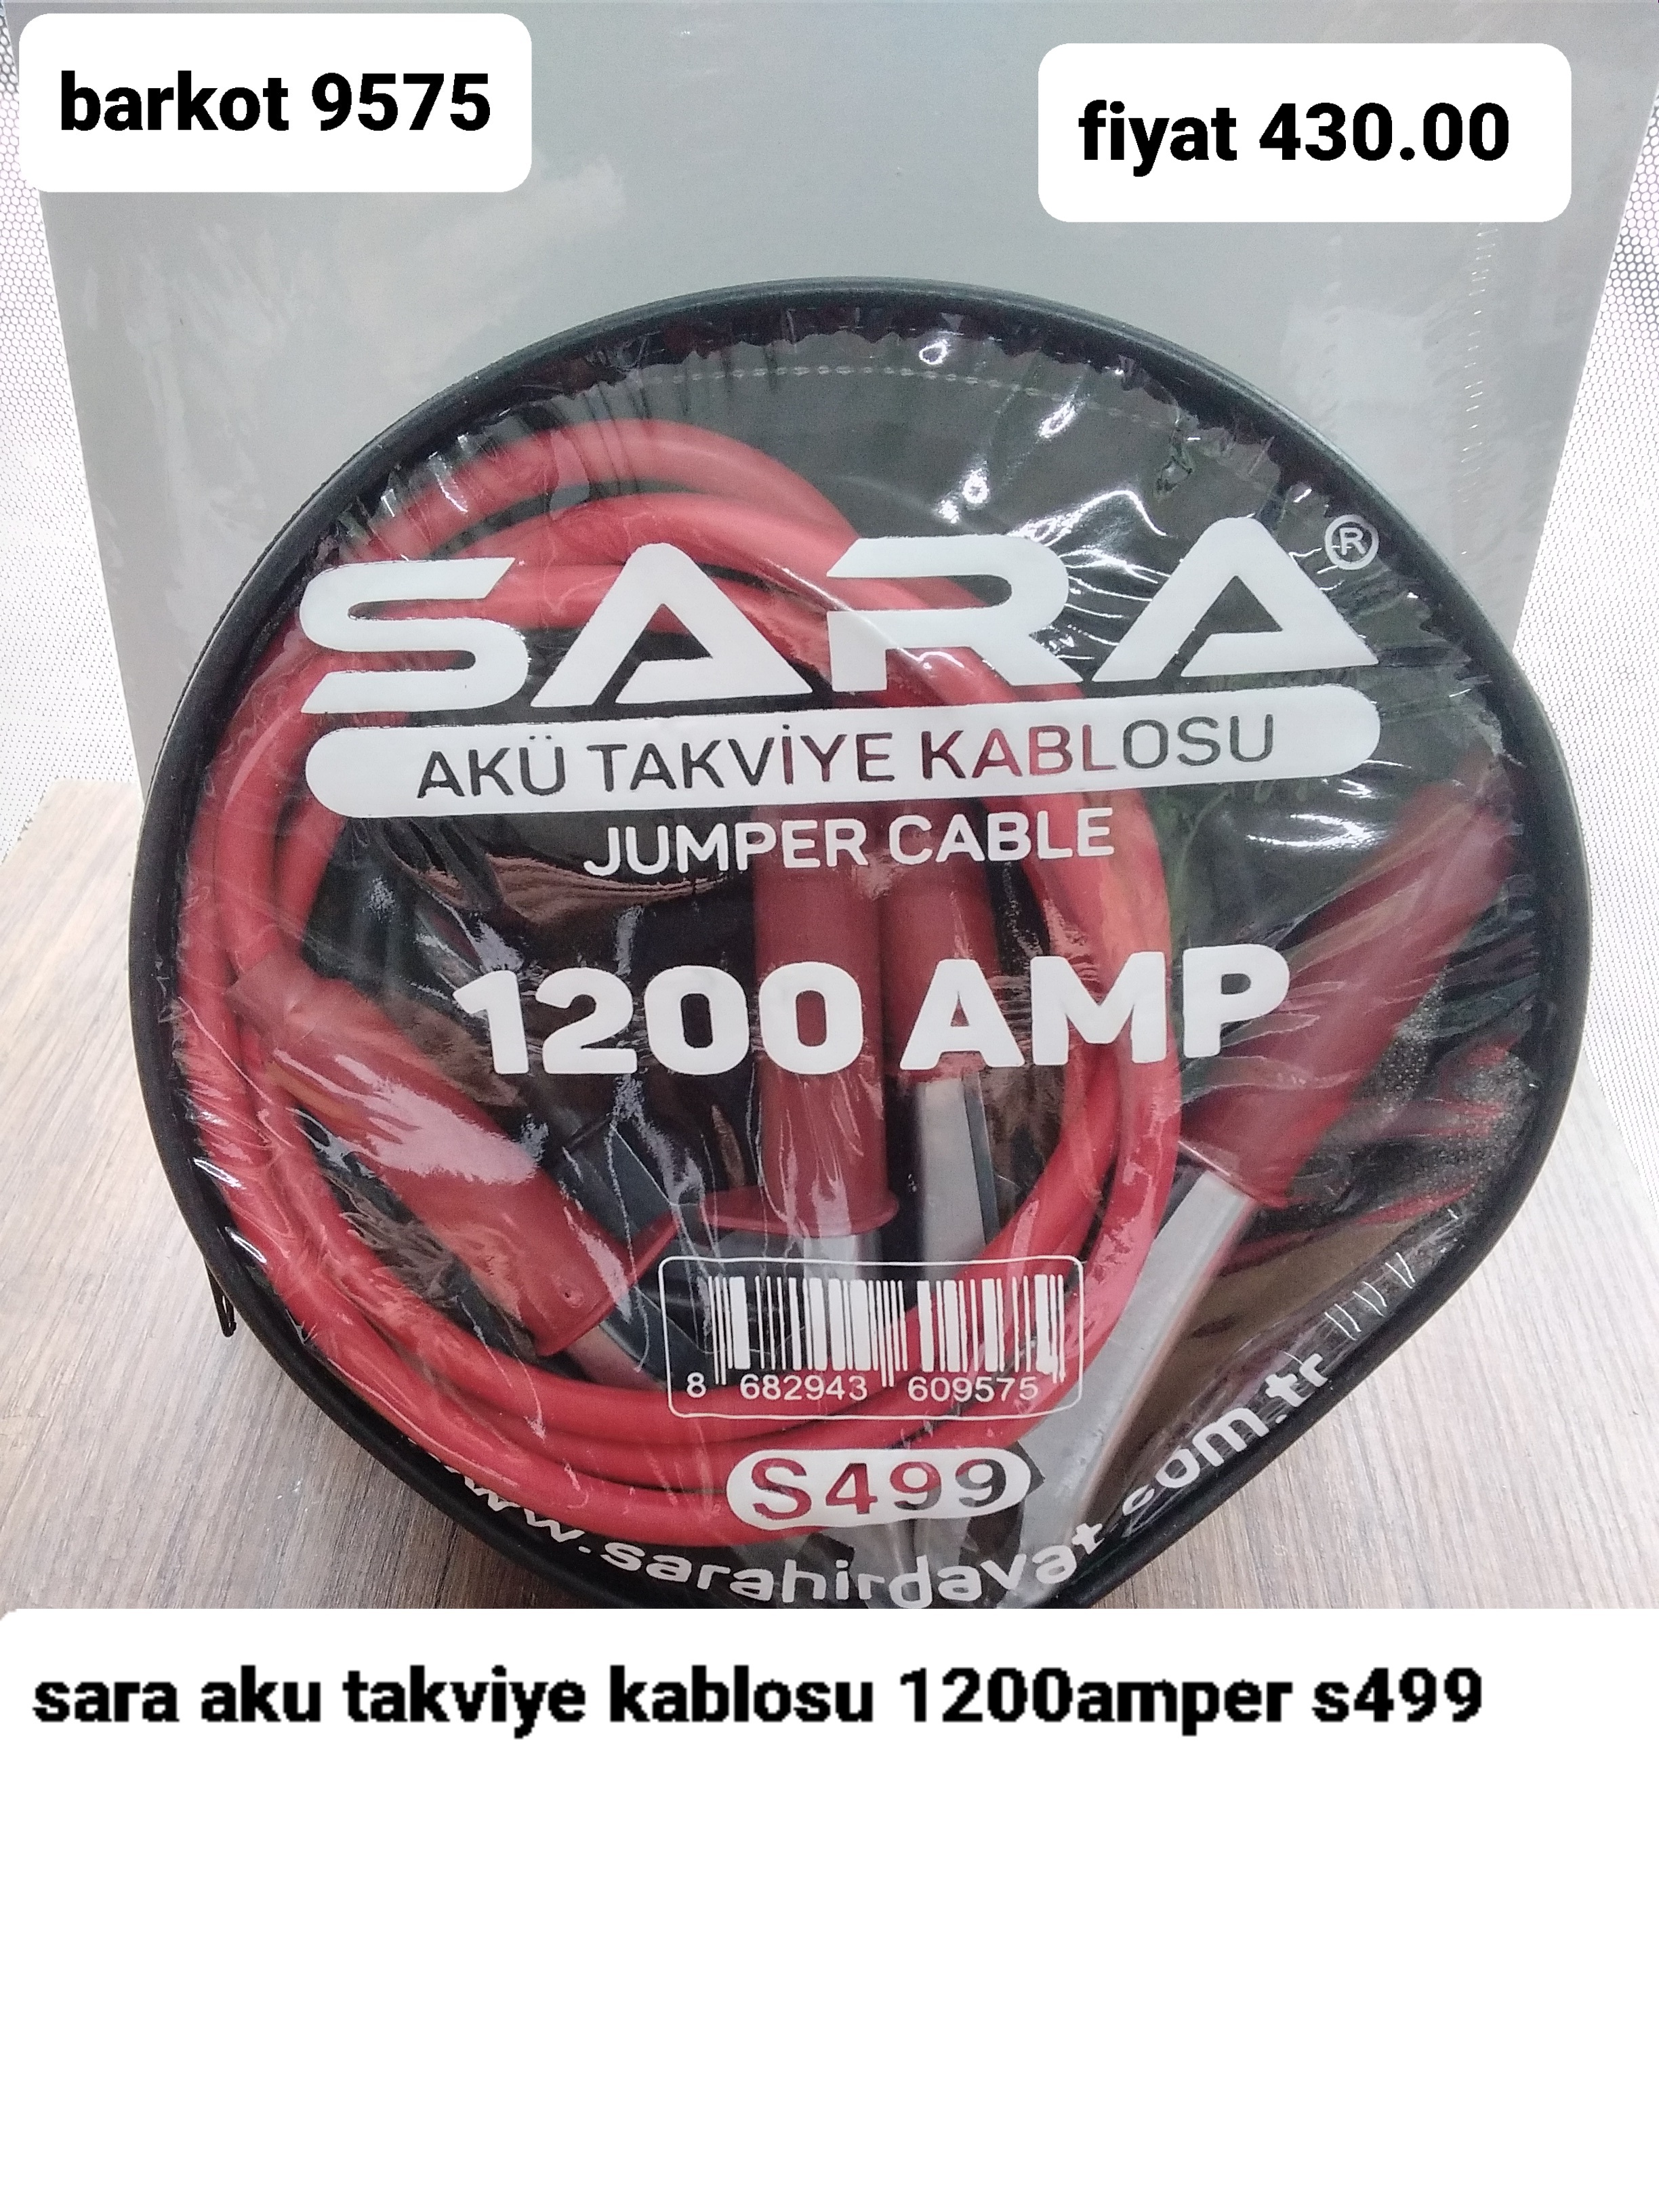 barkot 9575
fiyat 430.00
SARA®
AKÜ TAKVİYE KABLOSU
JUMPER CABLE
1200 AMP
8 682943 609575
S499
www.sarahirdavat.com.tr
sara aku takviye kablosu 1200amper s499